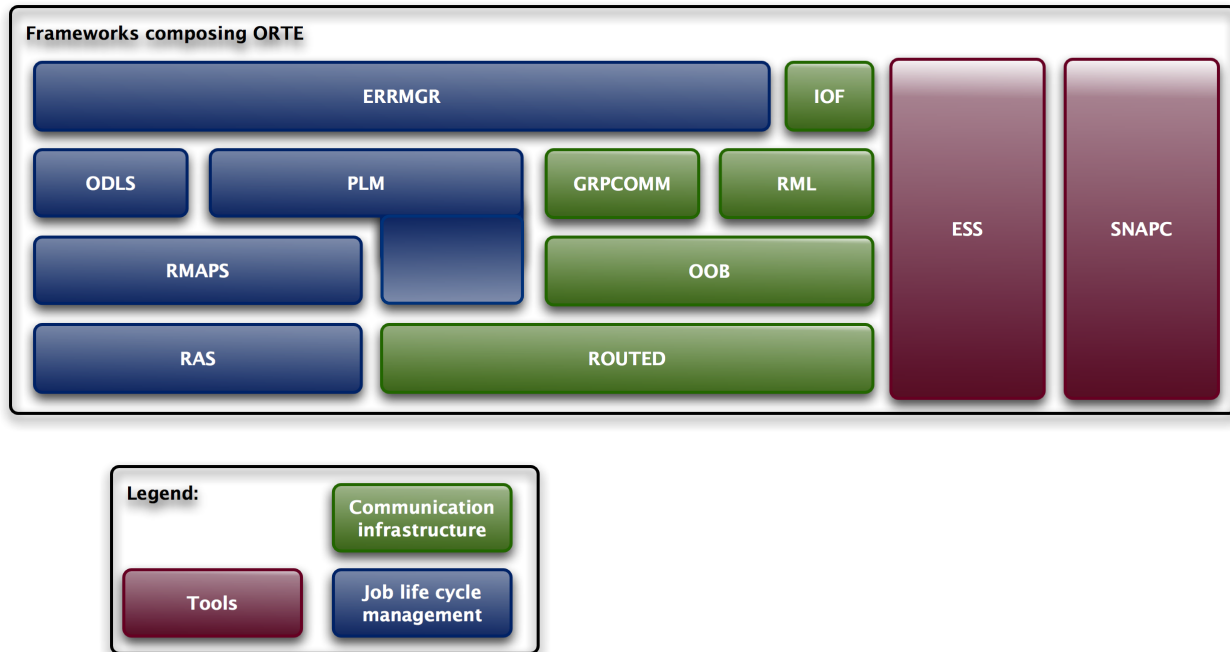 Frameworks composing ORTE
ERRMGR
IOF
ODLS
PLM
GRPCOMM
RML
ESS
SNAPC
RMAPS
OOB
RAS
ROUTED
Legend:
Communication
infrastructure
Tools
Job life cycle
management